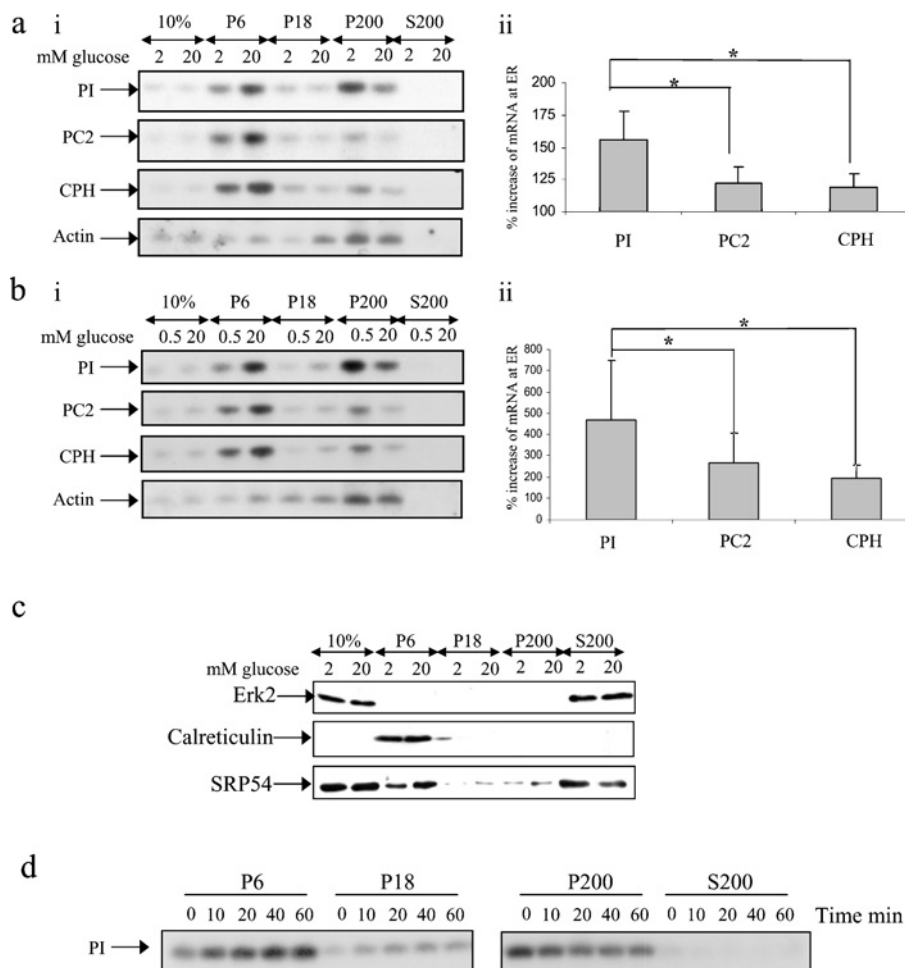 a i ii
10% P6 P18 P200 S200
mM glucose 2 20 2 20 2 20 2 20 2 20
PI
PC2
CPH
Actin
* *
% increase of mRNA at ER
200
175
150
125
100
PI PC2 CPH
b i ii
10% P6 P18 P200 S200
mM glucose 0.5 20 0.5 20 0.5 20 0.5 20 0.5 20
PI
PC2
CPH
Actin
* *
% increase of mRNA at ER
800
700
600
500
400
300
200
100
0
PI PC2 CPH
c
10% P6 P18 P200 S200
mM glucose 2 20 2 20 2 20 2 20 2 20
Erk2
Calreticulin
SRP54
d
P6 P18 P200 S200
0 10 20 40 60 0 10 20 40 60 0 10 20 40 60 0 10 20 40 60 Time min
PI